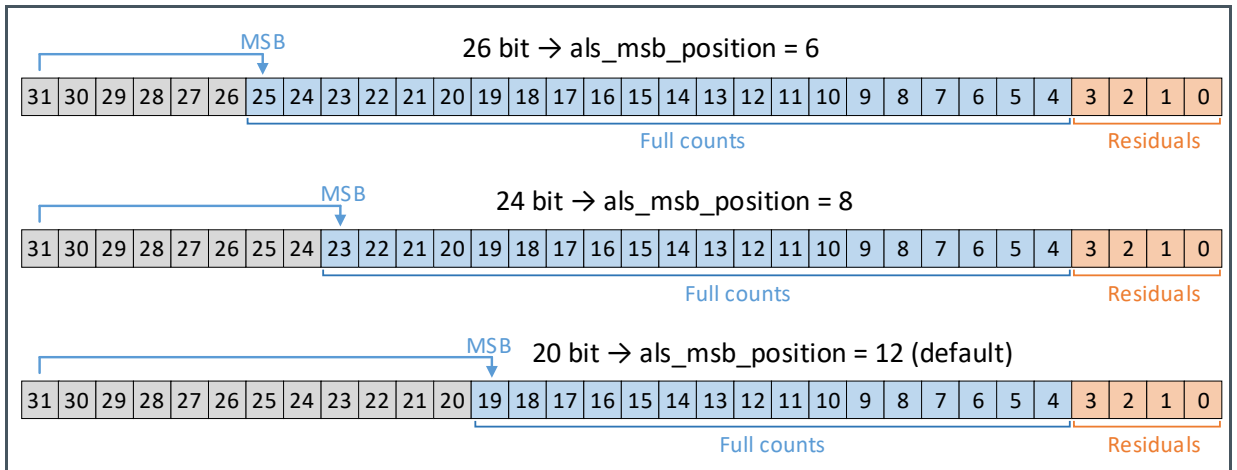 MSB
26 bit → als_msb_position = 6
31 30 29 28 27 26 25 24 23 22 21 20 19 18 17 16 15 14 13 12 11 10 9 8 7 6 5 4 3 2 1 0
Full counts Residuals
MSB
24 bit → als_msb_position = 8
31 30 29 28 27 26 25 24 23 22 21 20 19 18 17 16 15 14 13 12 11 10 9 8 7 6 5 4 3 2 1 0
Full counts Residuals
MSB
20 bit → als_msb_position = 12 (default)
31 30 29 28 27 26 25 24 23 22 21 20 19 18 17 16 15 14 13 12 11 10 9 8 7 6 5 4 3 2 1 0
Full counts Residuals